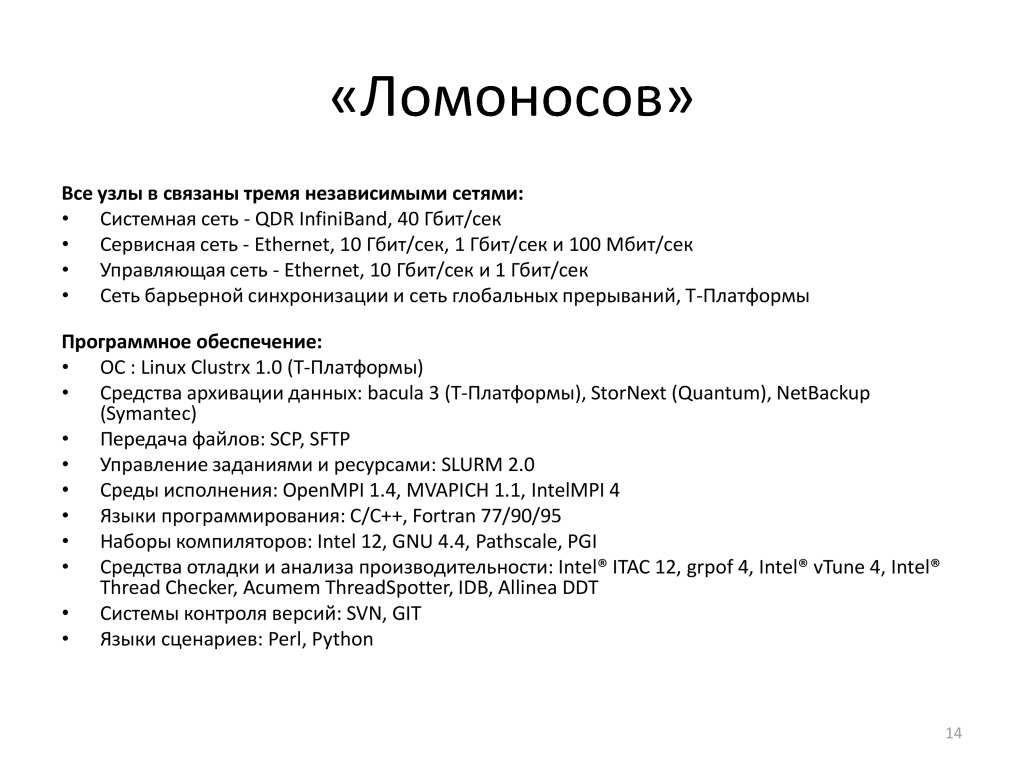 «Ломоносов»
Все узлы в связаны тремя независимыми сетями:
• Системная сеть - QDR InfiniBand, 40 Гбит/сек
• Сервисная сеть - Ethernet, 10 Гбит/сек, 1 Гбит/сек и 100 Мбит/сек
• Управляющая сеть - Ethernet, 10 Гбит/сек и 1 Гбит/сек
• Сеть барьерной синхронизации и сеть глобальных прерываний, Т-Платформы
Программное обеспечение:
• ОС : Linux Clustrx 1.0 (Т-Платформы)
• Средства архивации данных: bacula 3 (Т-Платформы), StorNext (Quantum), NetBackup
(Symantec)
• Передача файлов: SCP, SFTP
• Управление заданиями и ресурсами: SLURM 2.0
• Среды исполнения: OpenMPI 1.4, MVAPICH 1.1, IntelMPI 4
• Языки программирования: C/C++, Fortran 77/90/95
• Наборы компиляторов: Intel 12, GNU 4.4, Pathscale, PGI
• Средства отладки и анализа производительности: Intel® ITAC 12, grpof 4, Intel® vTune 4, Intel®
Thread Checker, Acumem ThreadSpotter, IDB, Allinea DDT
• Системы контроля версий: SVN, GIT
• Языки сценариев: Perl, Python
14